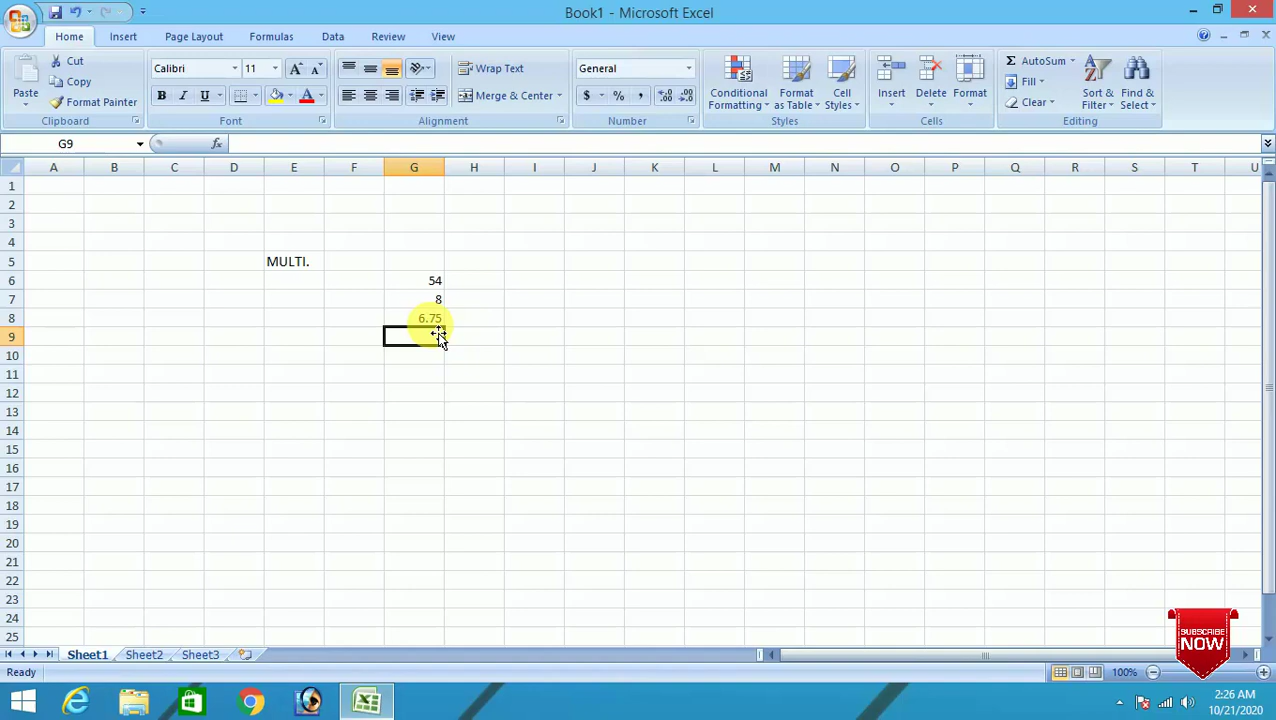 Book1 - Microsoft Excel
Home Insert Page Layout Formulas Data Review View
Paste
Cut
Copy
Format Painter
Clipboard
Calibri 11
B I U
Font
Wrap Text
Merge & Center
Alignment
General
$ % ,
Number
Conditional Formatting
Format as Table
Cell Styles
Styles
Insert Delete Format
Cells
Σ AutoSum
Fill
Clear
Sort & Filter
Find & Select
Editing
G9 fx
A B C D E F G H I J K L M N O P Q R S T U
1
2
3
4
5 MULTI.
6 54
7 8
8 6.75
9
10
11
12
13
14
15
16
17
18
19
20
21
22
23
24
25
SUBSCRIBE
NOW
Sheet1 Sheet2 Sheet3
Ready 100%
2:26 AM
10/21/2020